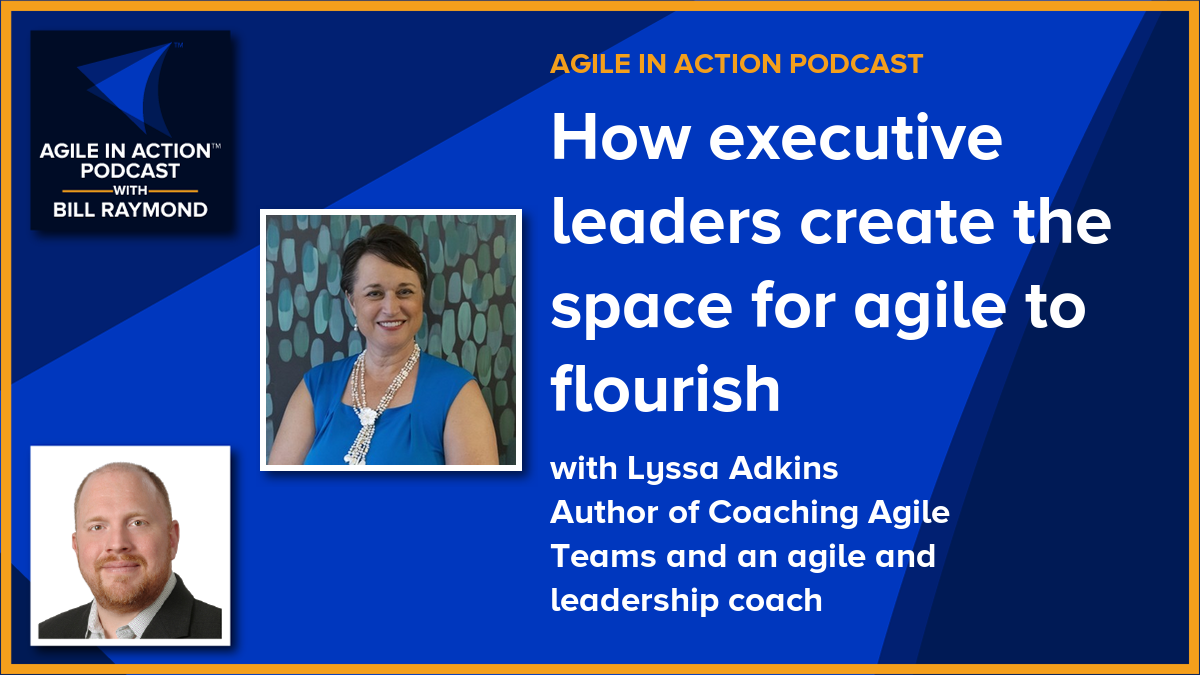 AGILE IN ACTION™
PODCAST
WITH
BILL RAYMOND
AGILE IN ACTION PODCAST
How executive
leaders create the
space for agile to
flourish
with Lyssa Adkins
Author of Coaching Agile
Teams and an agile and
leadership coach